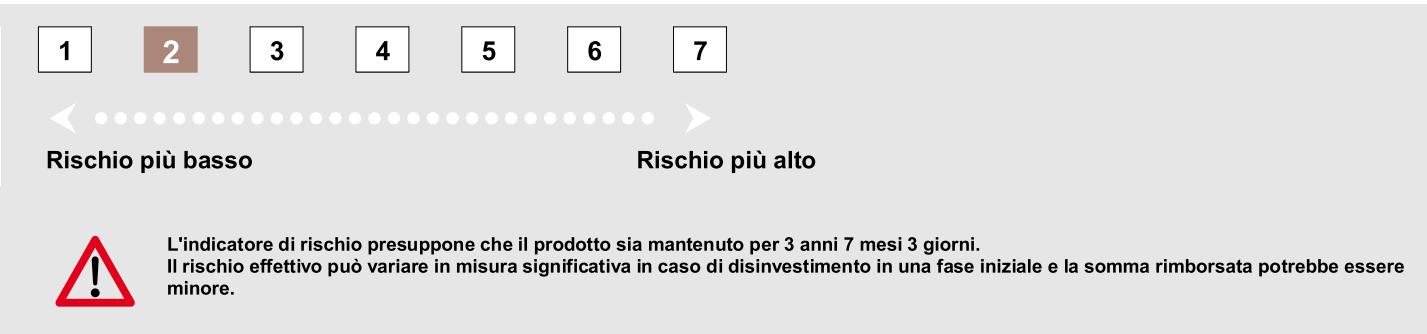 1 2 3 4 5 6 7
Rischio più basso Rischio più alto
L'indicatore di rischio presuppone che il prodotto sia mantenuto per 3 anni 7 mesi 3 giorni.
Il rischio effettivo può variare in misura significativa in caso di disinvestimento in una fase iniziale e la somma rimborsata potrebbe essere
minore.